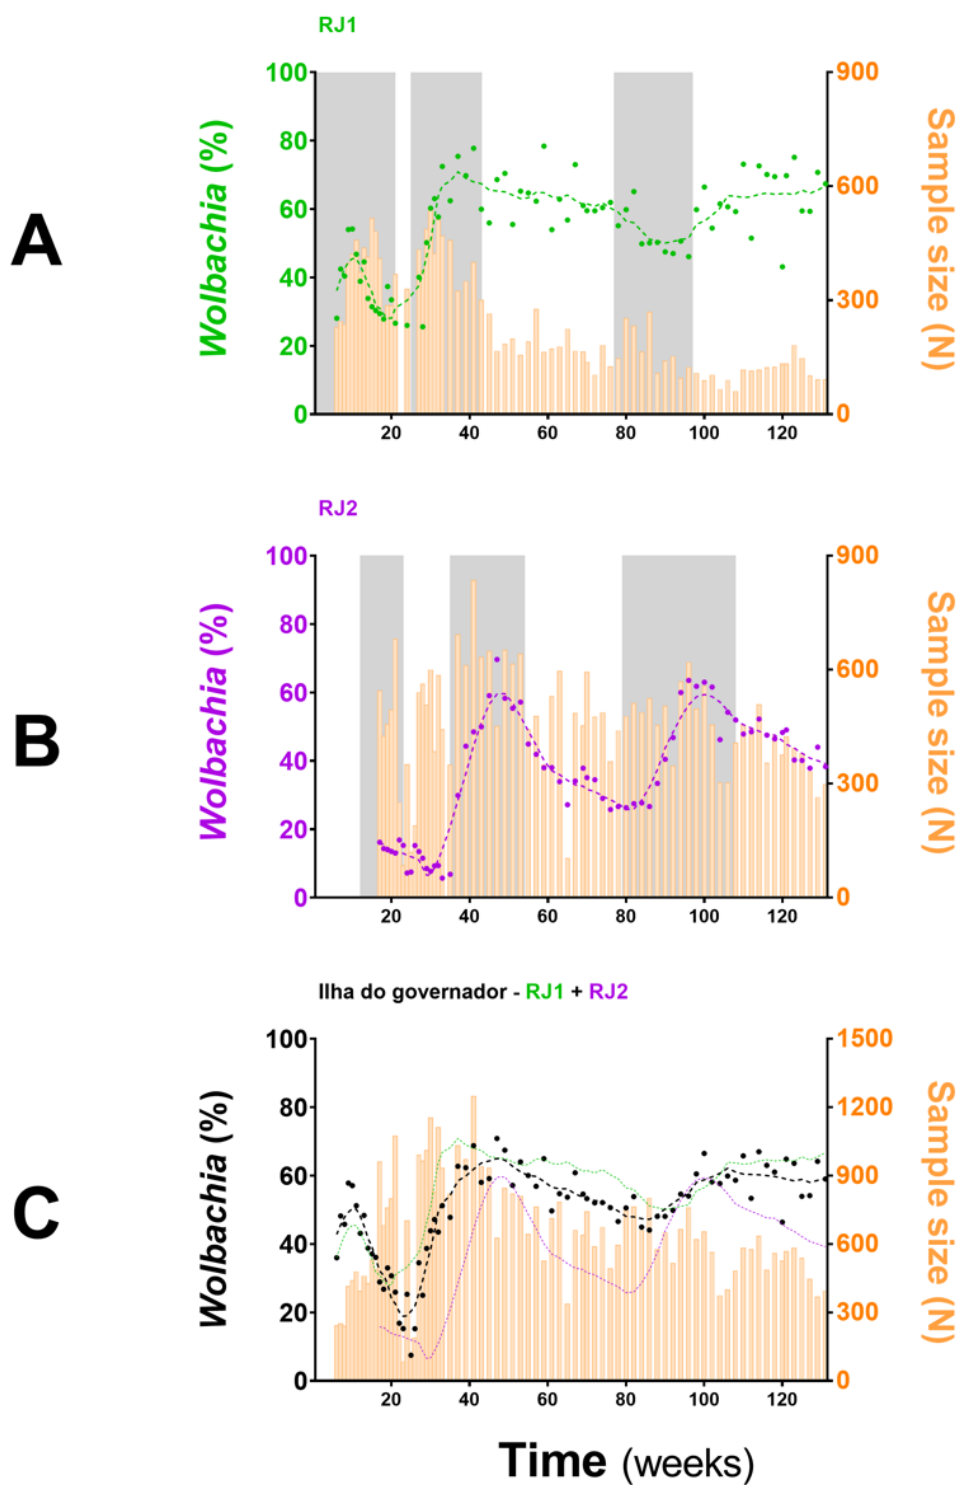 RJ1
A
Wolbachia (%)
100
80
60
40
20
0
900
600
300
0
Sample size (N)
20 40 60 80 100 120
RJ2
B
Wolbachia (%)
100
80
60
40
20
0
900
600
300
0
Sample size (N)
20 40 60 80 100 120
Ilha do governador - RJ1 + RJ2
C
Wolbachia (%)
100
80
60
40
20
0
1500
1200
900
600
300
0
Sample size (N)
20 40 60 80 100 120
Time (weeks)